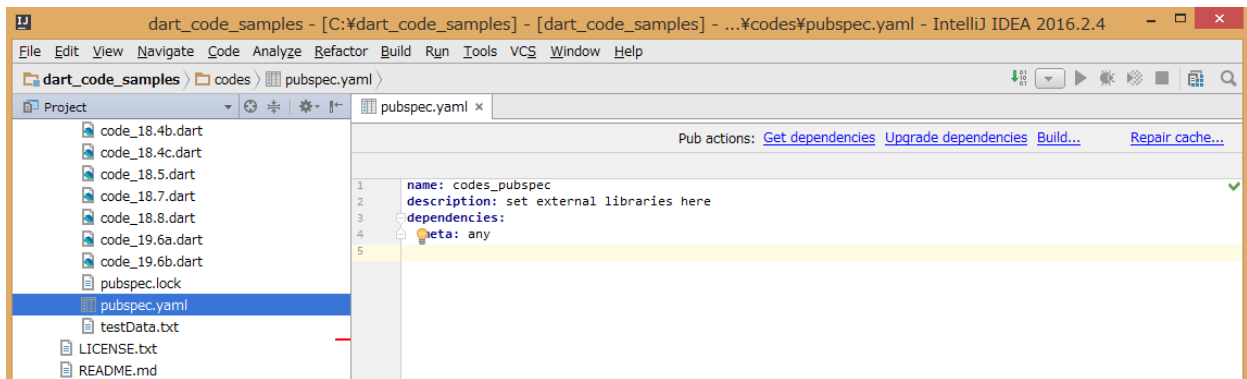 dart_code_samples - [C:¥dart_code_samples] - [dart_code_samples] - ...¥codes¥pubspec.yaml - IntelliJ IDEA 2016.2.4
File Edit View Navigate Code Analyze Refactor Build Run Tools VCS Window Help
dart_code_samples codes pubspec.yaml
Project
pubspec.yaml
code_18.4b.dart
code_18.4c.dart
code_18.5.dart
code_18.7.dart
code_18.8.dart
code_19.6a.dart
code_19.6b.dart
pubspec.lock
pubspec.yaml
testData.txt
LICENSE.txt
README.md
Pub actions: Get dependencies Upgrade dependencies Build... Repair cache...
1 name: codes_pubspec
2 description: set external libraries here
3 dependencies:
4 meta: any
5